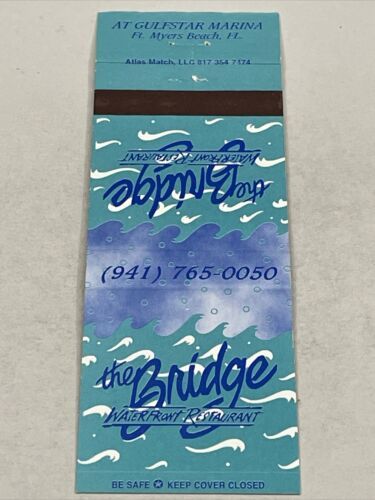 AT GULFSTAR MARINA
Ft. Myers Beach, FL.
Atlas Match, LLC 817 354-7474
the Bridge
WATERFRONT RESTAURANT
(941) 765-0050
the Bridge
WATERFRONT RESTAURANT
BE SAFE ✪ KEEP COVER CLOSED